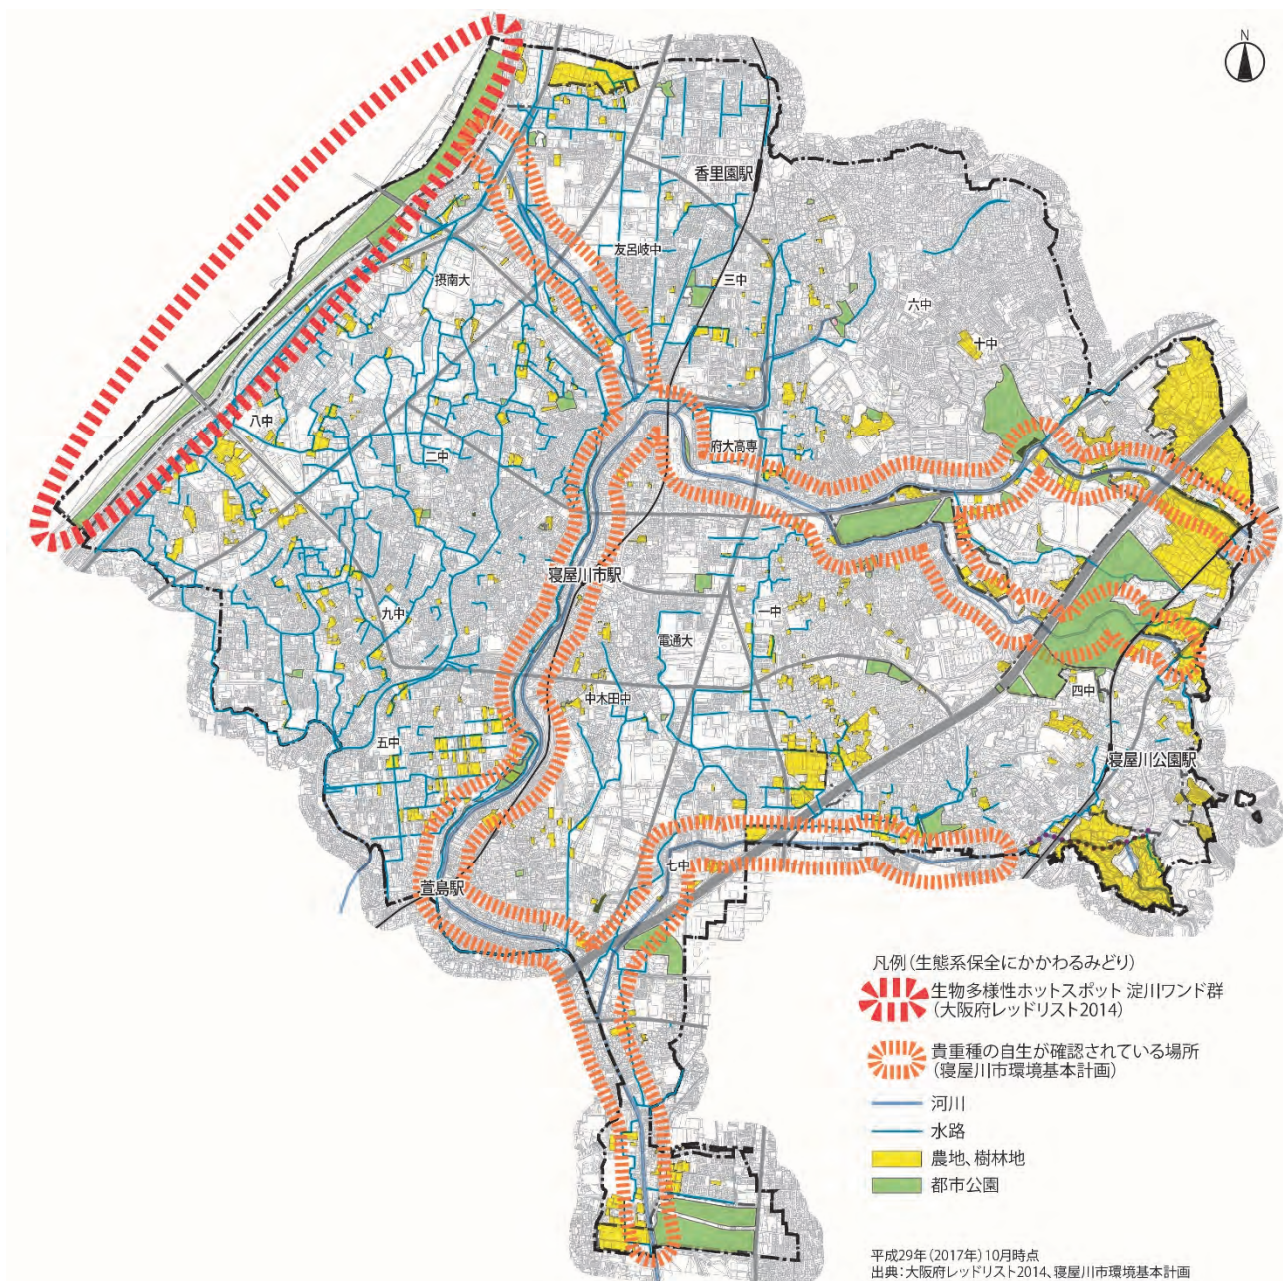 N
香里園駅
友呂岐中
三中
摂南大
六中
十中
八中
府大高専
二中
寝屋川市駅
九中
一中
電通大
四中
中木田中
五中
寝屋川公園駅
七中
萱島駅
凡例(生態系保全にかかわるみどり)
生物多様性ホットスポット 淀川ワンド群
(大阪府レッドリスト2014)
貴重種の自生が確認されている場所
(寝屋川市環境基本計画)
河川
水路
農地、樹林地
都市公園
平成29年(2017年)10月時点
出典:大阪府レッドリスト2014、寝屋川市環境基本計画